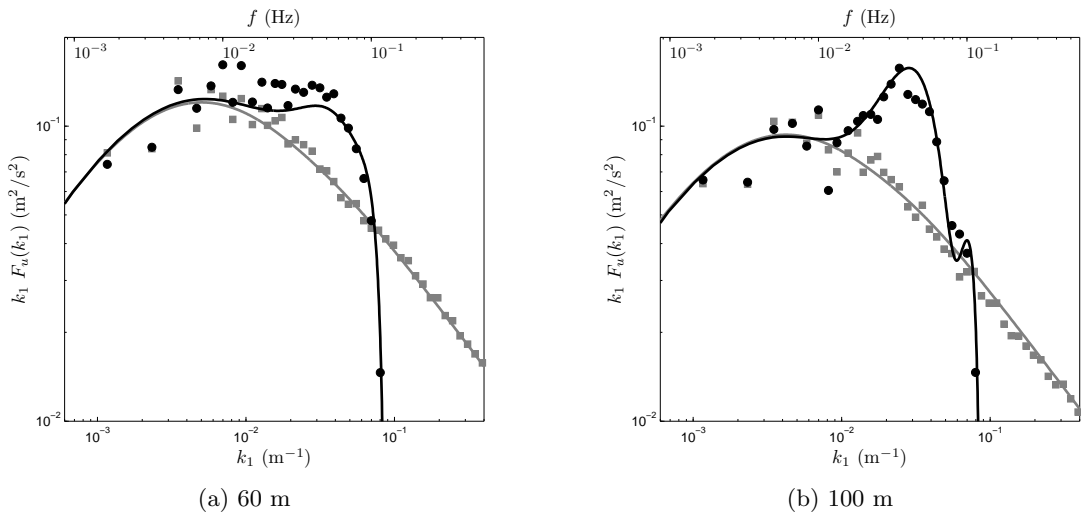 f (Hz)
10⁻³ 10⁻² 10⁻¹
10⁻¹
10⁻²
k₁ Fᵤ(k₁) (m²/s²)
10⁻³ 10⁻² 10⁻¹
k₁ (m⁻¹)
(a) 60 m
f (Hz)
10⁻³ 10⁻² 10⁻¹
10⁻¹
10⁻²
k₁ Fᵤ(k₁) (m²/s²)
10⁻³ 10⁻² 10⁻¹
k₁ (m⁻¹)
(b) 100 m